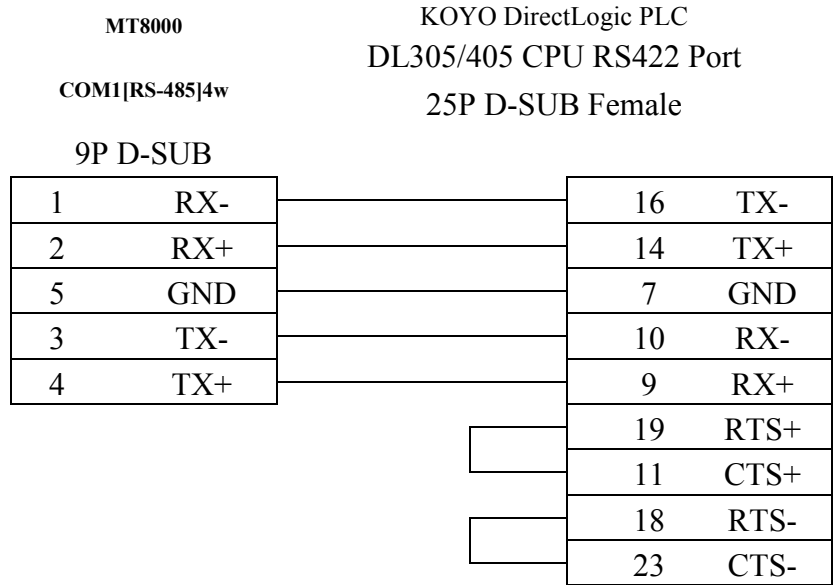 MT8000
COM1[RS-485]4w
9P D-SUB
KOYO DirectLogic PLC
DL305/405 CPU RS422 Port
25P D-SUB Female
1 RX- 16 TX-
2 RX+ 14 TX+
5 GND 7 GND
3 TX- 10 RX-
4 TX+ 9 RX+
19 RTS+
11 CTS+
18 RTS-
23 CTS-